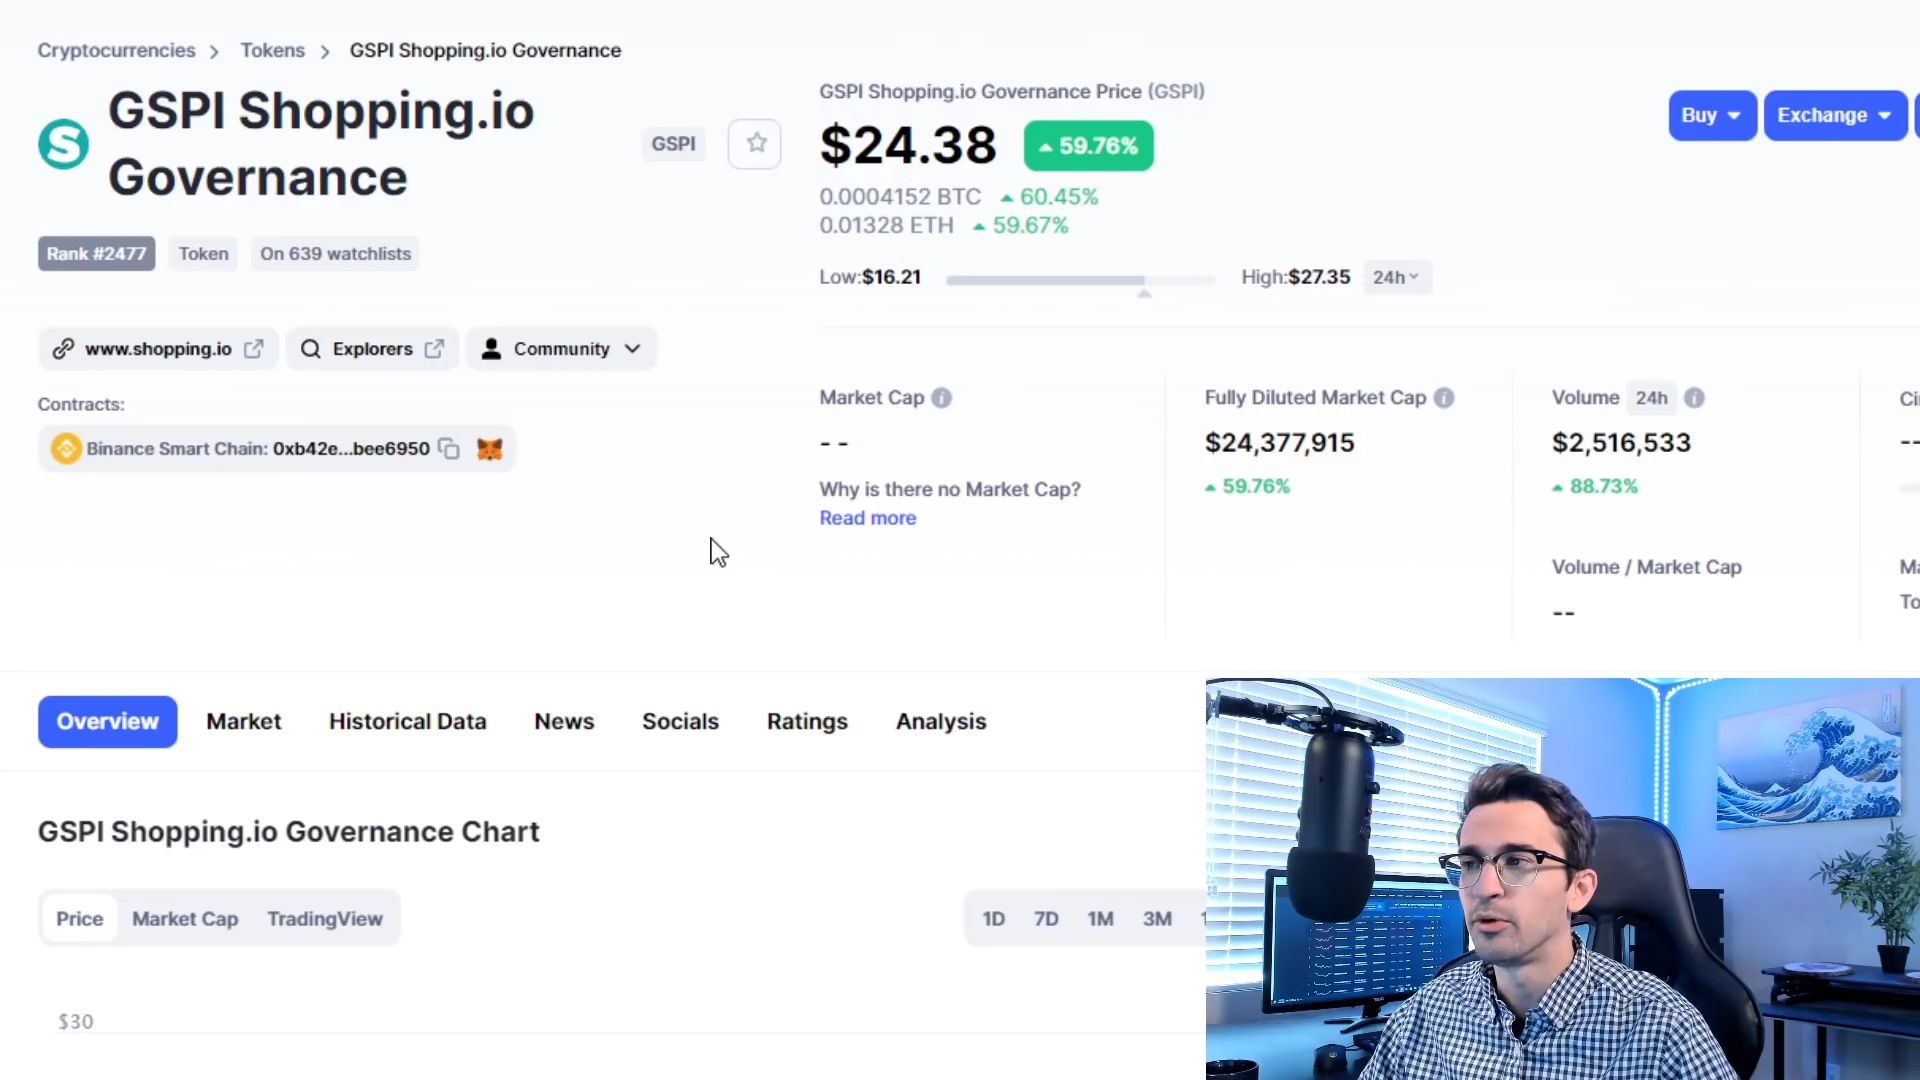 Cryptocurrencies > Tokens > GSPI Shopping.io Governance
GSPI Shopping.io
Governance
GSPI
Rank #2477
Token
On 639 watchlists
www.shopping.io
Explorers
Community
Contracts:
Binance Smart Chain: 0xb42e...bee6950
GSPI Shopping.io Governance Price (GSPI)
$24.38
59.76%
0.0004152 BTC 60.45%
0.01328 ETH 59.67%
Low:$16.21
High:$27.35
24h
Buy
Exchange
Market Cap
- -
Why is there no Market Cap?
Read more
Fully Diluted Market Cap
$24,377,915
59.76%
Volume 24h
$2,516,533
88.73%
Volume / Market Cap
--
Ci
--
Ma
To
Overview
Market
Historical Data
News
Socials
Ratings
Analysis
GSPI Shopping.io Governance Chart
Price
Market Cap
TradingView
1D
7D
1M
3M
$30